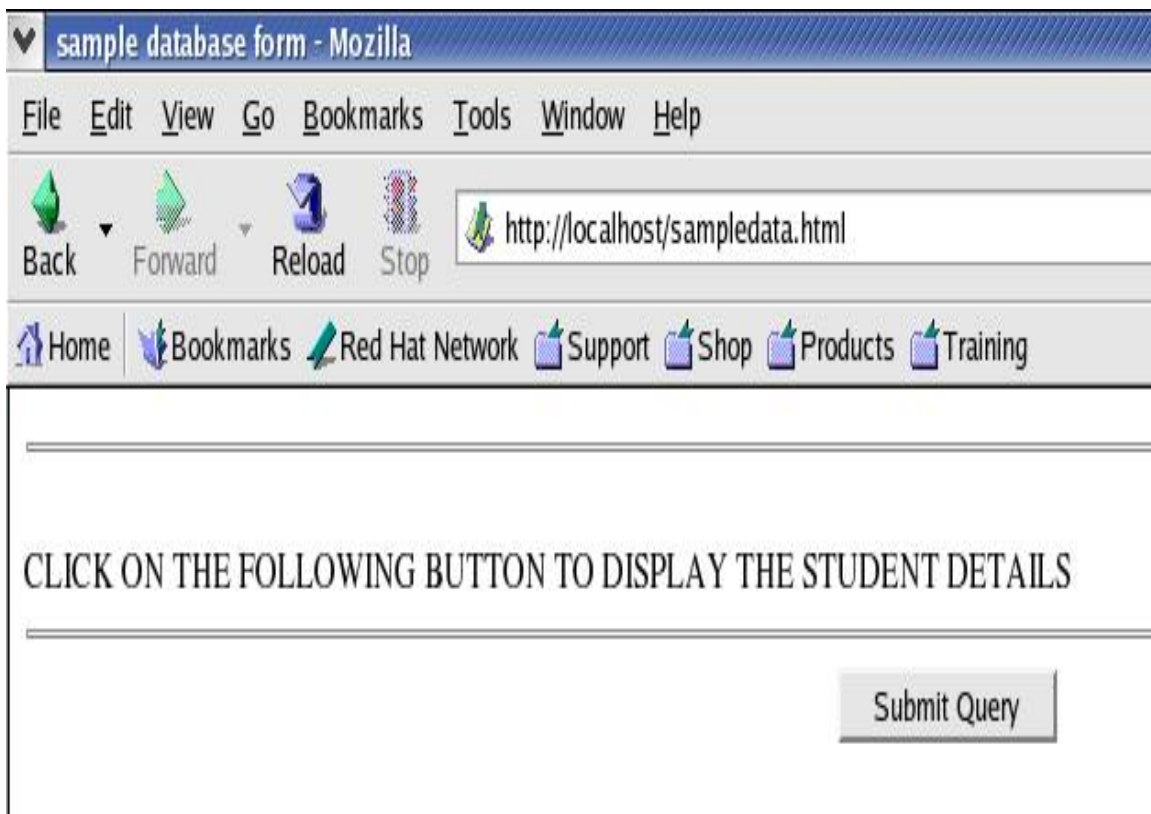 sample database form - Mozilla
File Edit View Go Bookmarks Tools Window Help
Back Forward Reload Stop http://localhost/sampledata.html
Home Bookmarks Red Hat Network Support Shop Products Training
CLICK ON THE FOLLOWING BUTTON TO DISPLAY THE STUDENT DETAILS
Submit Query